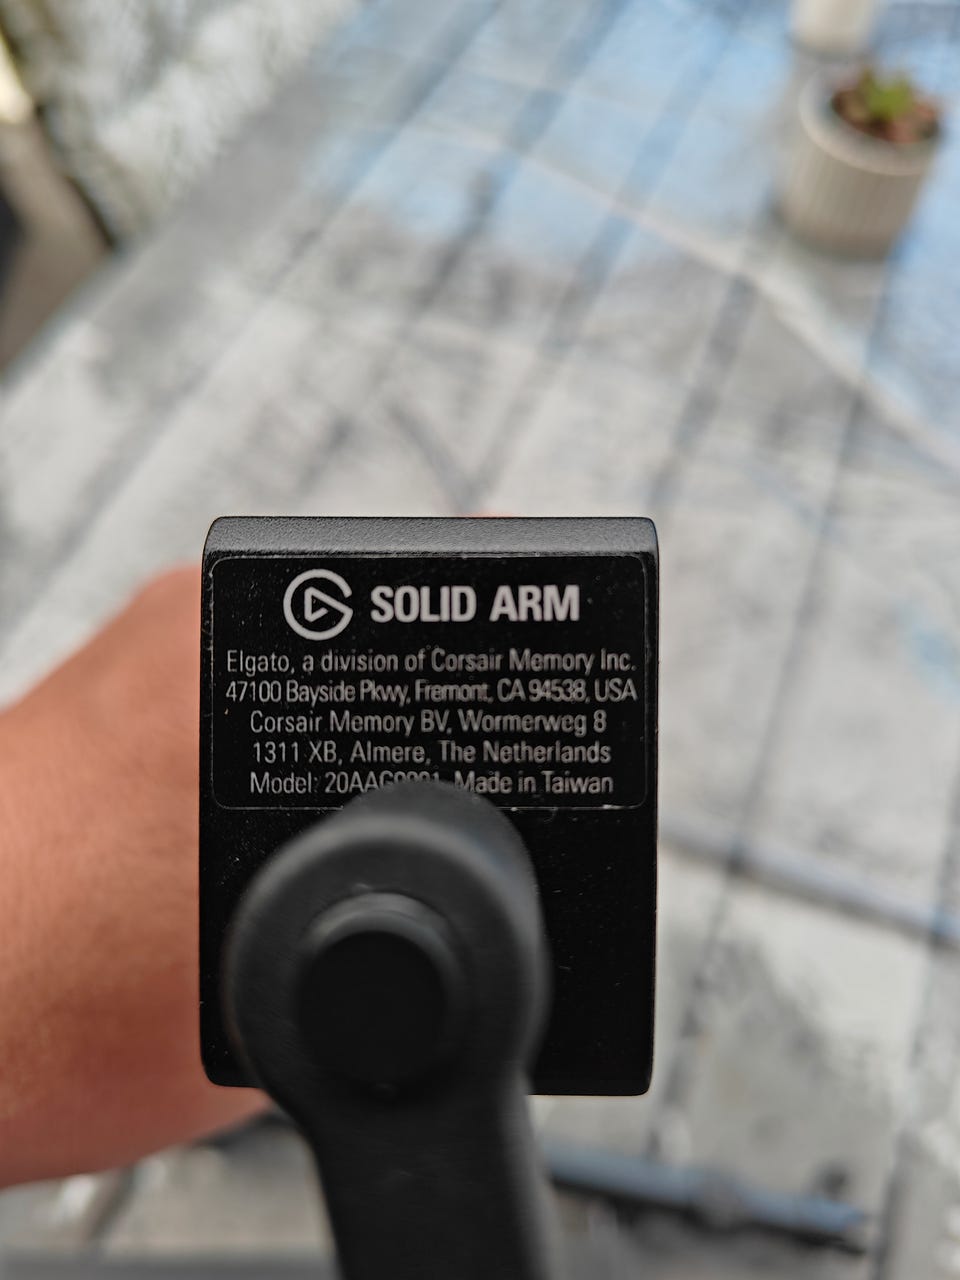 SOLID ARM
Elgato, a division of Corsair Memory Inc.
47100 Bayside Pkwy, Fremont, CA 94538, USA
Corsair Memory BV, Wormerweg 8
1311 XB, Almere, The Netherlands
Model: Made in Taiwan